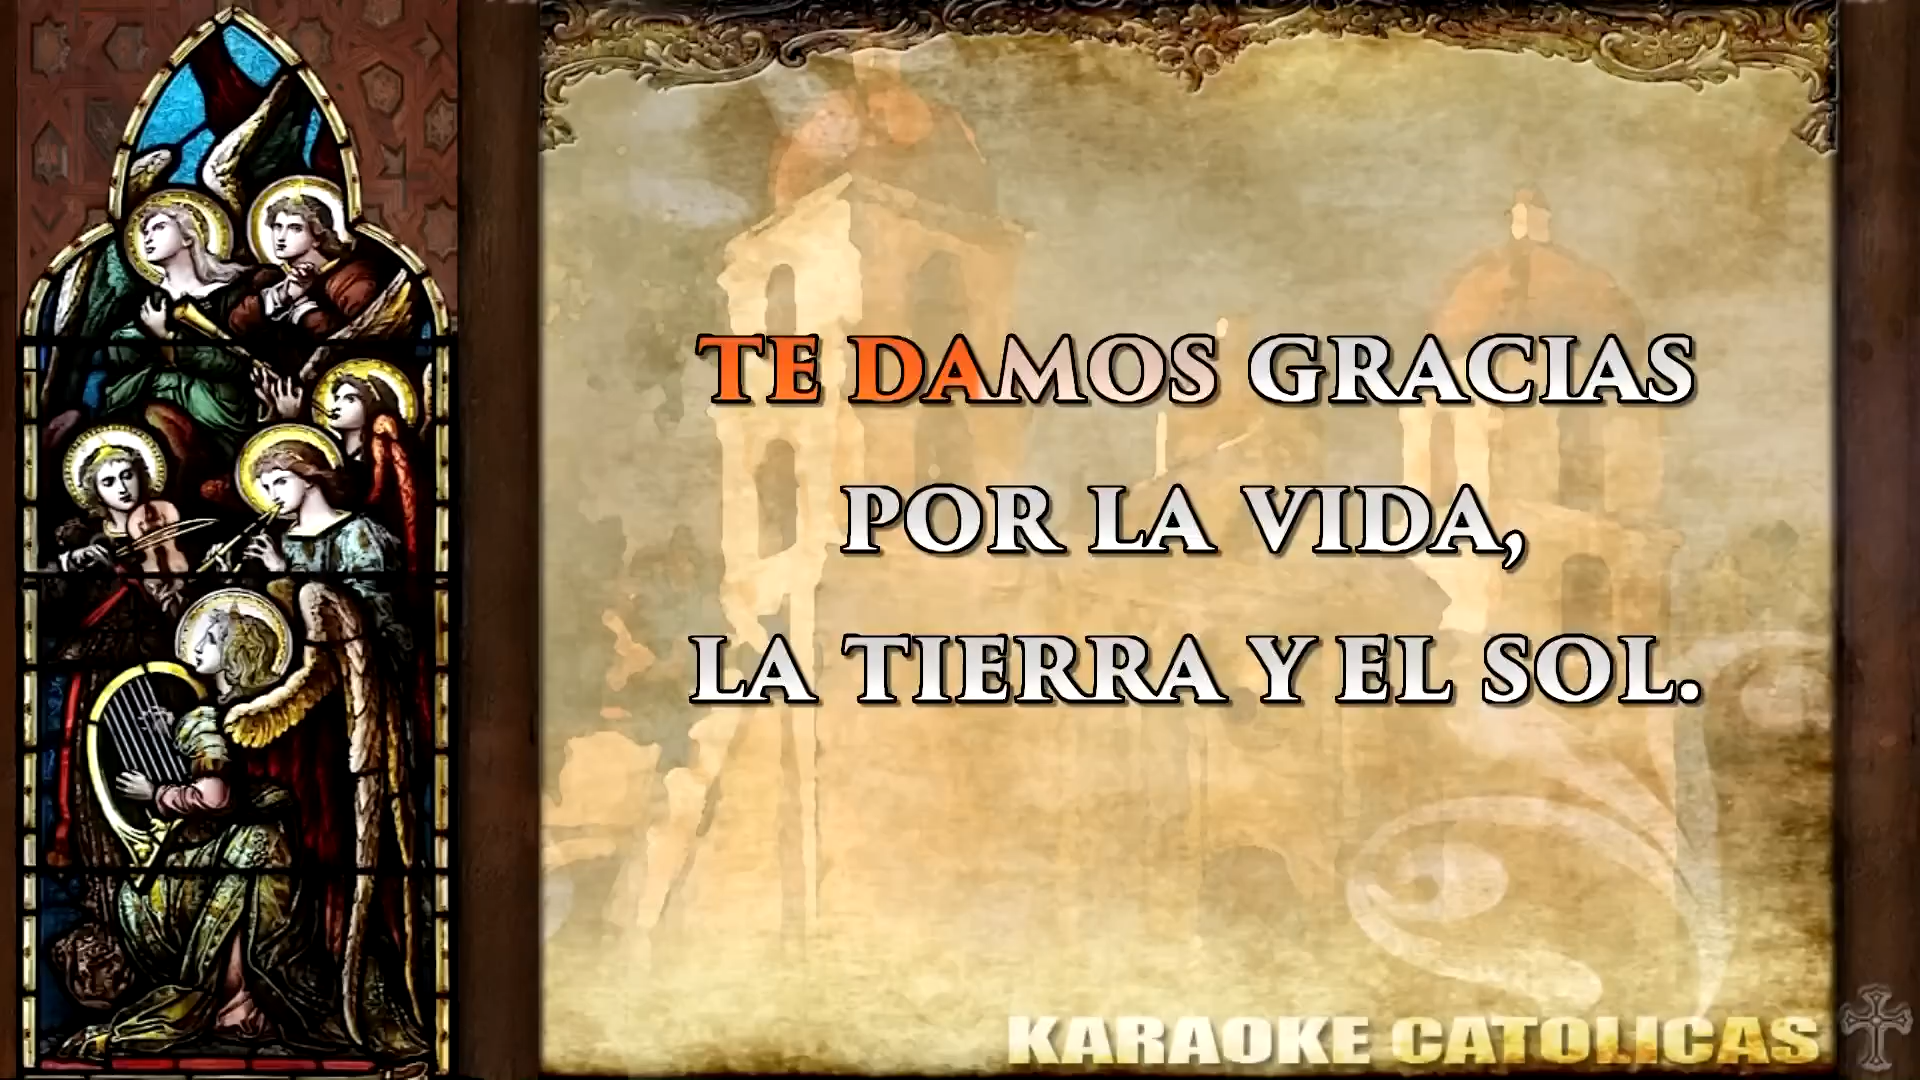 TE DAMOS GRACIAS
POR LA VIDA,
LA TIERRA Y EL SOL.
KARAOKE CATOLICAS